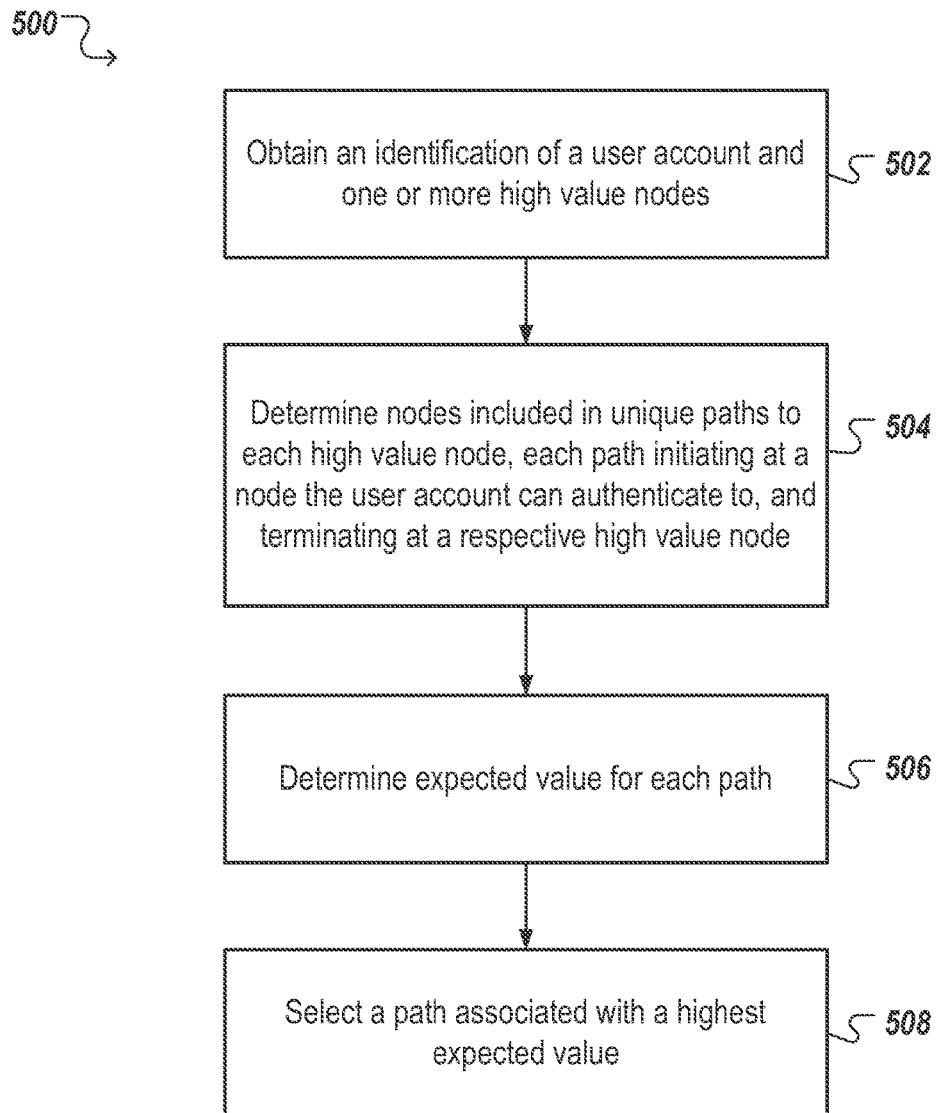 500
Obtain an identification of a user account and
one or more high value nodes
502
Determine nodes included in unique paths to
each high value node, each path initiating at a
node the user account can authenticate to, and
terminating at a respective high value node
504
Determine expected value for each path
506
Select a path associated with a highest
expected value
508